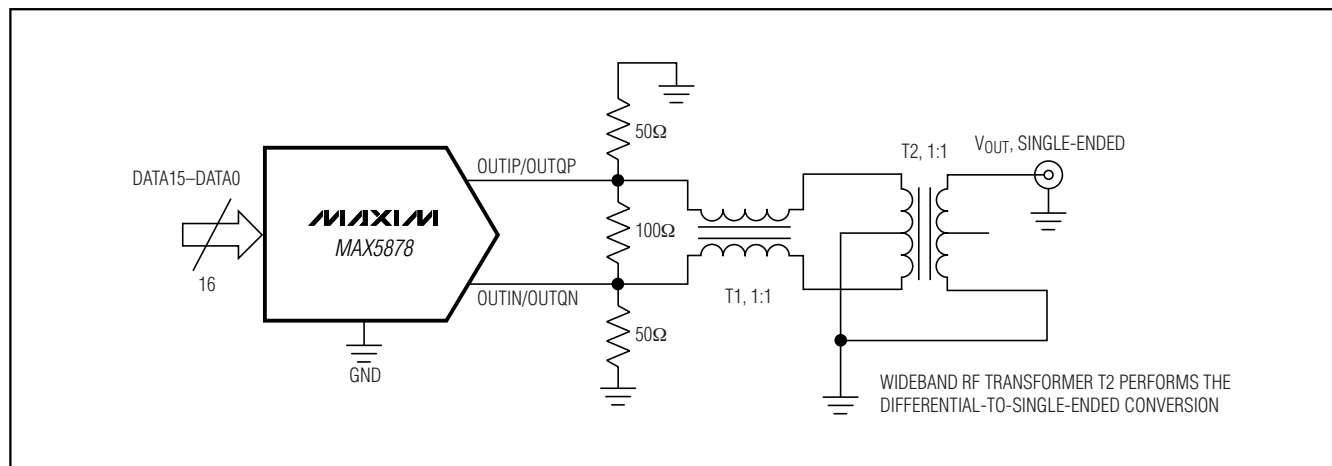 50Ω
V_OUT, SINGLE-ENDED
T2, 1:1
OUTIP/OUTQP
DATA15–DATA0
MAXIM
MAX5878
100Ω
16
OUTIN/OUTQN
T1, 1:1
50Ω
GND
WIDEBAND RF TRANSFORMER T2 PERFORMS THE
DIFFERENTIAL-TO-SINGLE-ENDED CONVERSION